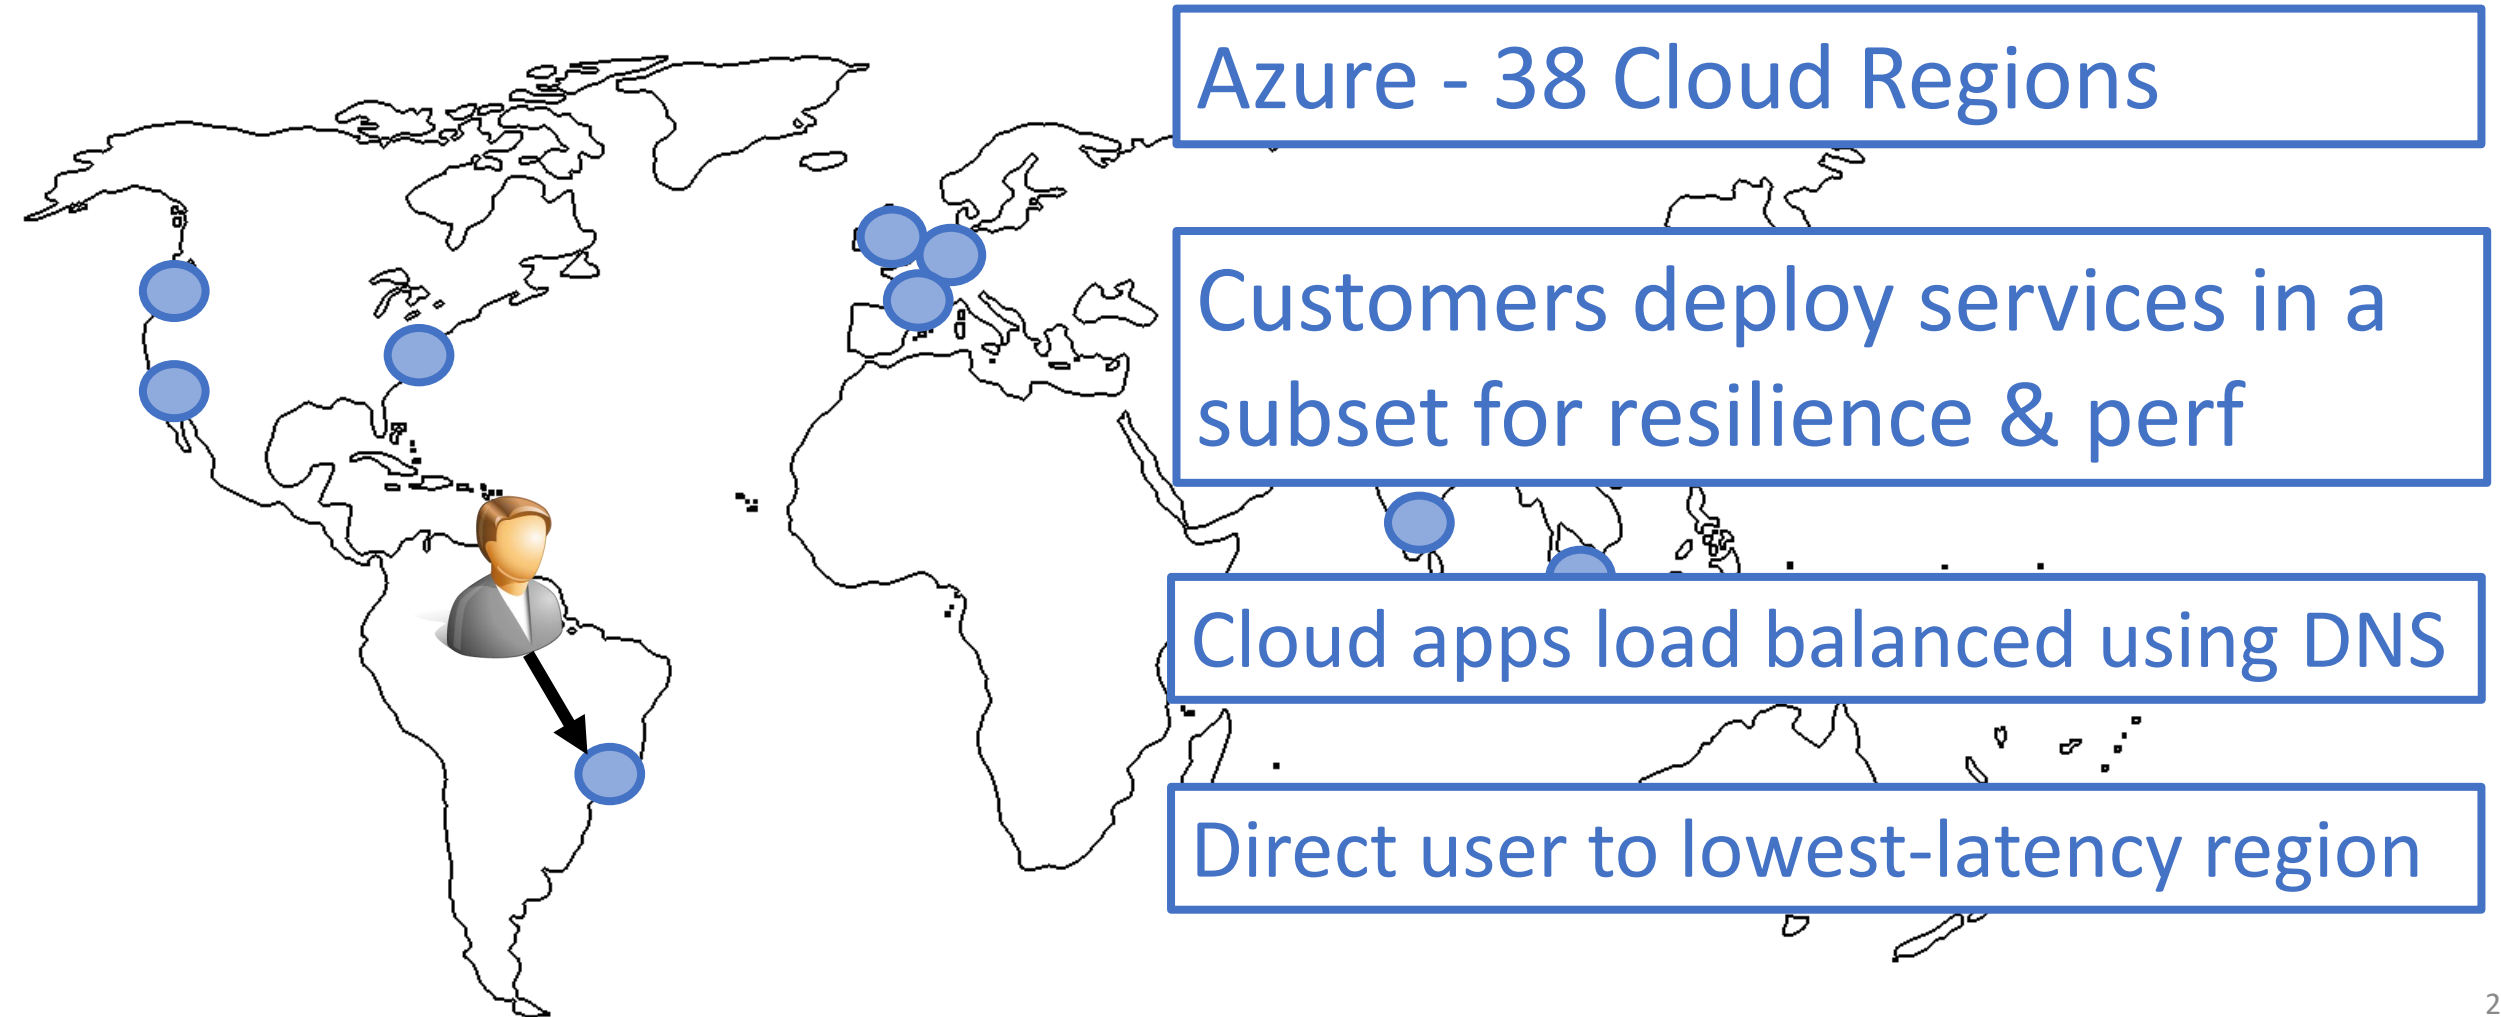 Azure - 38 Cloud Regions
Customers deploy services in a
subset for resilience & perf
Cloud apps load balanced using DNS
Direct user to lowest-latency region
2